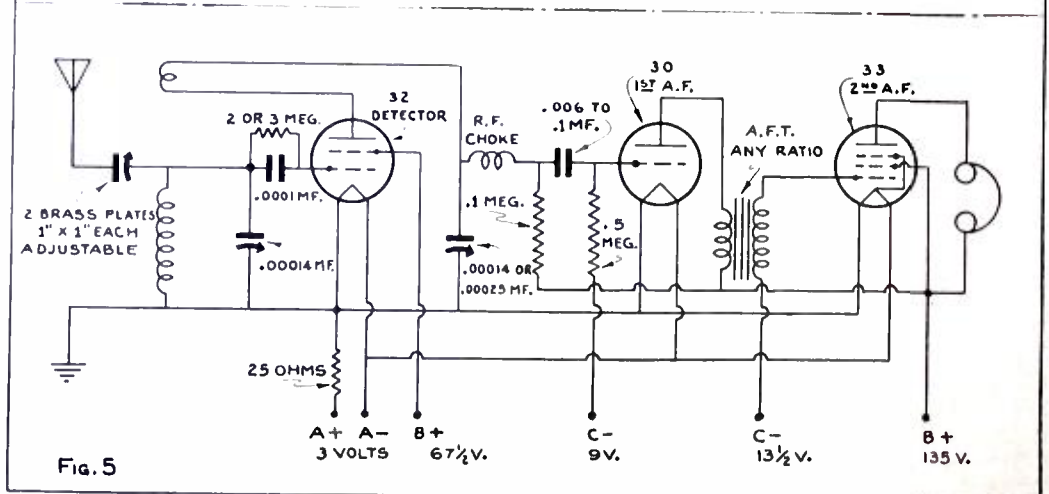 32
DETECTOR
2 OR 3 MEG.
.0001 MF.
2 BRASS PLATES
1" X 1" EACH
ADJUSTABLE
.00014 MF.
R.F.
CHOKE
.006 TO
.1 MF.
.1 MEG.
.5
MEG.
.00014 OR
.00025 MF.
30
1ST A.F.
A.F.T.
ANY RATIO
33
2ND A.F.
25 OHMS
A+ A- B+
3 VOLTS 67½V.
C-
9V.
C-
13½V.
B+
135 V.
FIG. 5